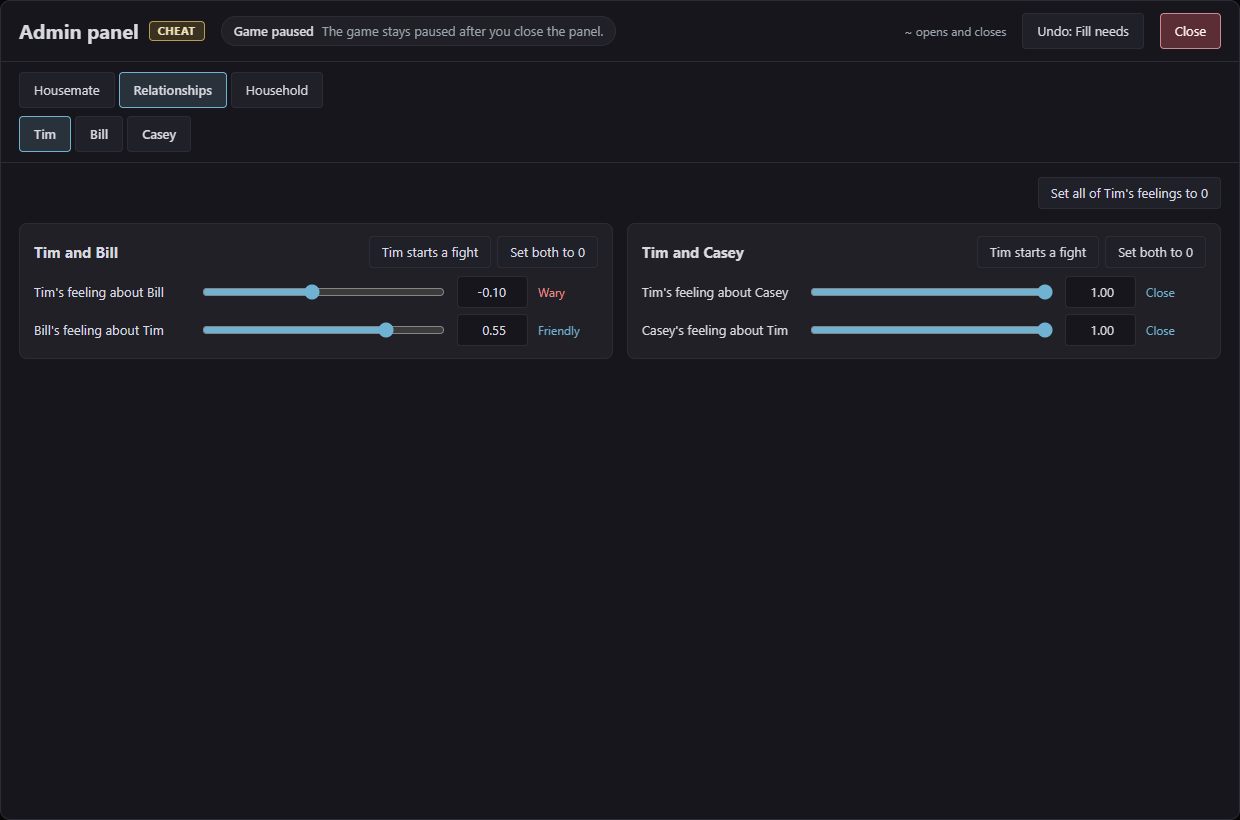 Admin panel CHEAT Game paused The game stays paused after you close the panel. ~ opens and closes Undo: Fill needs Close
Housemate Relationships Household
Tim Bill Casey
Set all of Tim's feelings to 0
Tim and Bill Tim starts a fight Set both to 0
Tim's feeling about Bill -0.10 Wary
Bill's feeling about Tim 0.55 Friendly
Tim and Casey Tim starts a fight Set both to 0
Tim's feeling about Casey 1.00 Close
Casey's feeling about Tim 1.00 Close